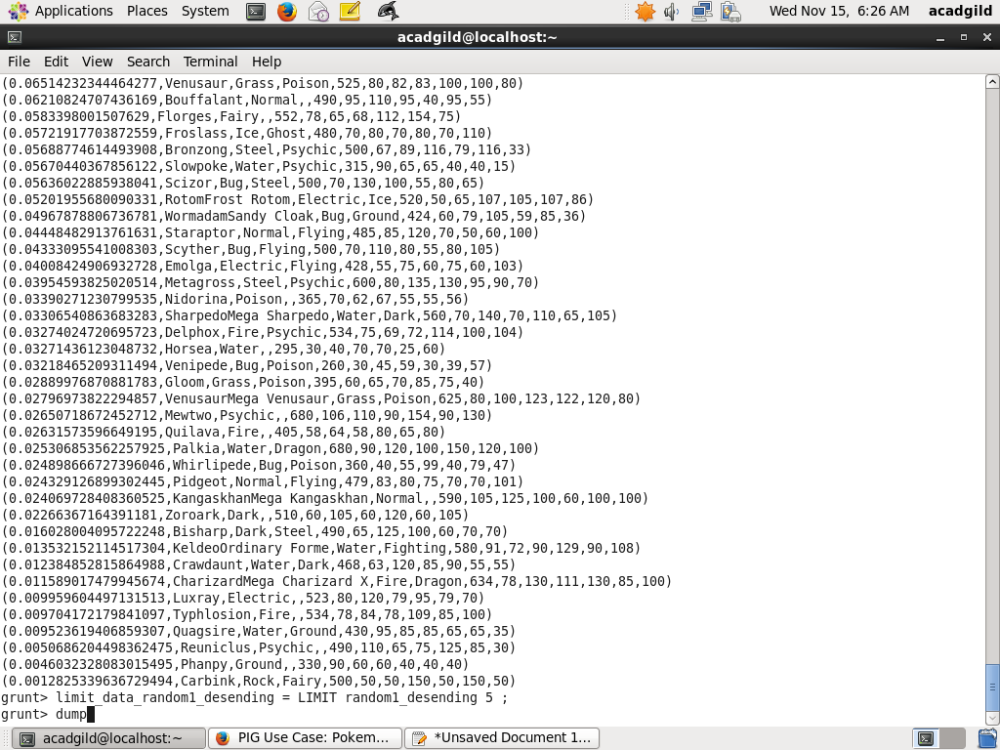 Applications Places System Wed Nov 15, 6:26 AM acadgild
acadgild@localhost:~
File Edit View Search Terminal Help
(0.06514232344464277,Venusaur,Grass,Poison,525,80,82,83,100,100,80)
(0.06210824707436169,Bouffalant,Normal,,490,95,110,95,40,95,55)
(0.0583398001507629,Florges,Fairy,,552,78,65,68,112,154,75)
(0.05721917703872559,Froslass,Ice,Ghost,480,70,80,70,80,70,110)
(0.05688774614493908,Bronzong,Steel,Psychic,500,67,89,116,79,116,33)
(0.05670440367856122,Slowpoke,Water,Psychic,315,90,65,65,40,40,15)
(0.05636022885938041,Scizor,Bug,Steel,500,70,130,100,55,80,65)
(0.05201955680090331,RotomFrost Rotom,Electric,Ice,520,50,65,107,105,107,86)
(0.04967878806736781,WormadamSandy Cloak,Bug,Ground,424,60,79,105,59,85,36)
(0.04448482913761631,Staraptor,Normal,Flying,485,85,120,70,50,60,100)
(0.04333095541008303,Scyther,Bug,Flying,500,70,110,80,55,80,105)
(0.04008424906932728,Emolga,Electric,Flying,428,55,75,60,75,60,103)
(0.03954593825020514,Metagross,Steel,Psychic,600,80,135,130,95,90,70)
(0.03390271230799535,Nidorina,Poison,,365,70,62,67,55,55,56)
(0.03306540863683283,SharpedoMega Sharpedo,Water,Dark,560,70,140,70,110,65,105)
(0.03274024720695723,Delphox,Fire,Psychic,534,75,69,72,114,100,104)
(0.03271436123048732,Horsea,Water,,295,30,40,70,70,25,60)
(0.03218465209311494,Venipede,Bug,Poison,260,30,45,59,30,39,57)
(0.02889976870881783,Gloom,Grass,Poison,395,60,65,70,85,75,40)
(0.02796973822294857,VenusaurMega Venusaur,Grass,Poison,625,80,100,123,122,120,80)
(0.02650718672452712,Mewtwo,Psychic,,680,106,110,90,154,90,130)
(0.02631573596649195,Quilava,Fire,,405,58,64,58,80,65,80)
(0.025306853562257925,Palkia,Water,Dragon,680,90,120,100,150,120,100)
(0.024898666727396046,Whirlipede,Bug,Poison,360,40,55,99,40,79,47)
(0.024329126899302445,Pidgeot,Normal,Flying,479,83,80,75,70,70,101)
(0.024069728408360525,KangaskhanMega Kangaskhan,Normal,,590,105,125,100,60,100,100)
(0.02266367164391181,Zoroark,Dark,,510,60,105,60,120,60,105)
(0.016028004095722248,Bisharp,Dark,Steel,490,65,125,100,60,70,70)
(0.013532152114517304,KeldeoOrdinary Forme,Water,Fighting,580,91,72,90,129,90,108)
(0.012384852815864988,Crawdaunt,Water,Dark,468,63,120,85,90,55,55)
(0.011589017479945674,CharizardMega Charizard X,Fire,Dragon,634,78,130,111,130,85,100)
(0.009959604497131513,Luxray,Electric,,523,80,120,79,95,79,70)
(0.009704172179841097,Typhlosion,Fire,,534,78,84,78,109,85,100)
(0.009523619406859307,Quagsire,Water,Ground,430,95,85,85,65,65,35)
(0.0050686204498362475,Reuniclus,Psychic,,490,110,65,75,125,85,30)
(0.0046032328083015495,Phanpy,Ground,,330,90,60,60,40,40,40)
(0.0012825339636729494,Carbink,Rock,Fairy,500,50,50,150,50,150,50)
grunt> limit_data_random1_desending = LIMIT random1_desending 5 ;
grunt> dump
acadgild@localhost:~ PIG Use Case: Pokem... *Unsaved Document 1...